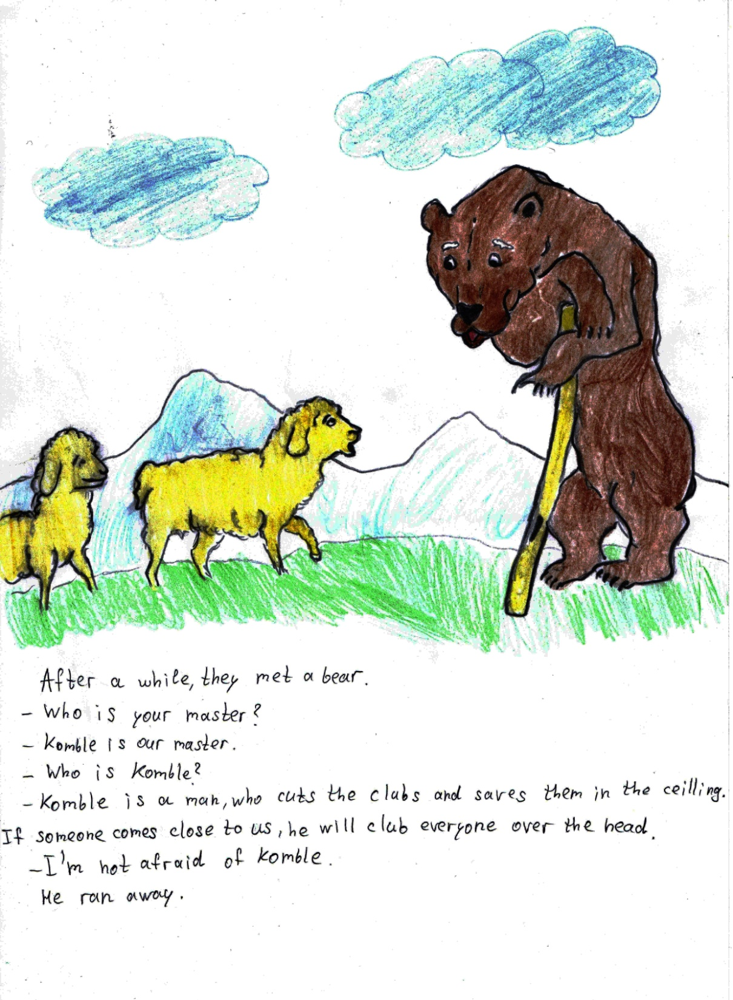 After a while, they met a bear.
- Who is your master?
- Komble is our master.
- Who is Komble?
- Komble is a man, who cuts the clubs and saves them in the ceilling.
If someone comes close to us, he will club everyone over the head.
- I'm not afraid of Komble.
He ran away.